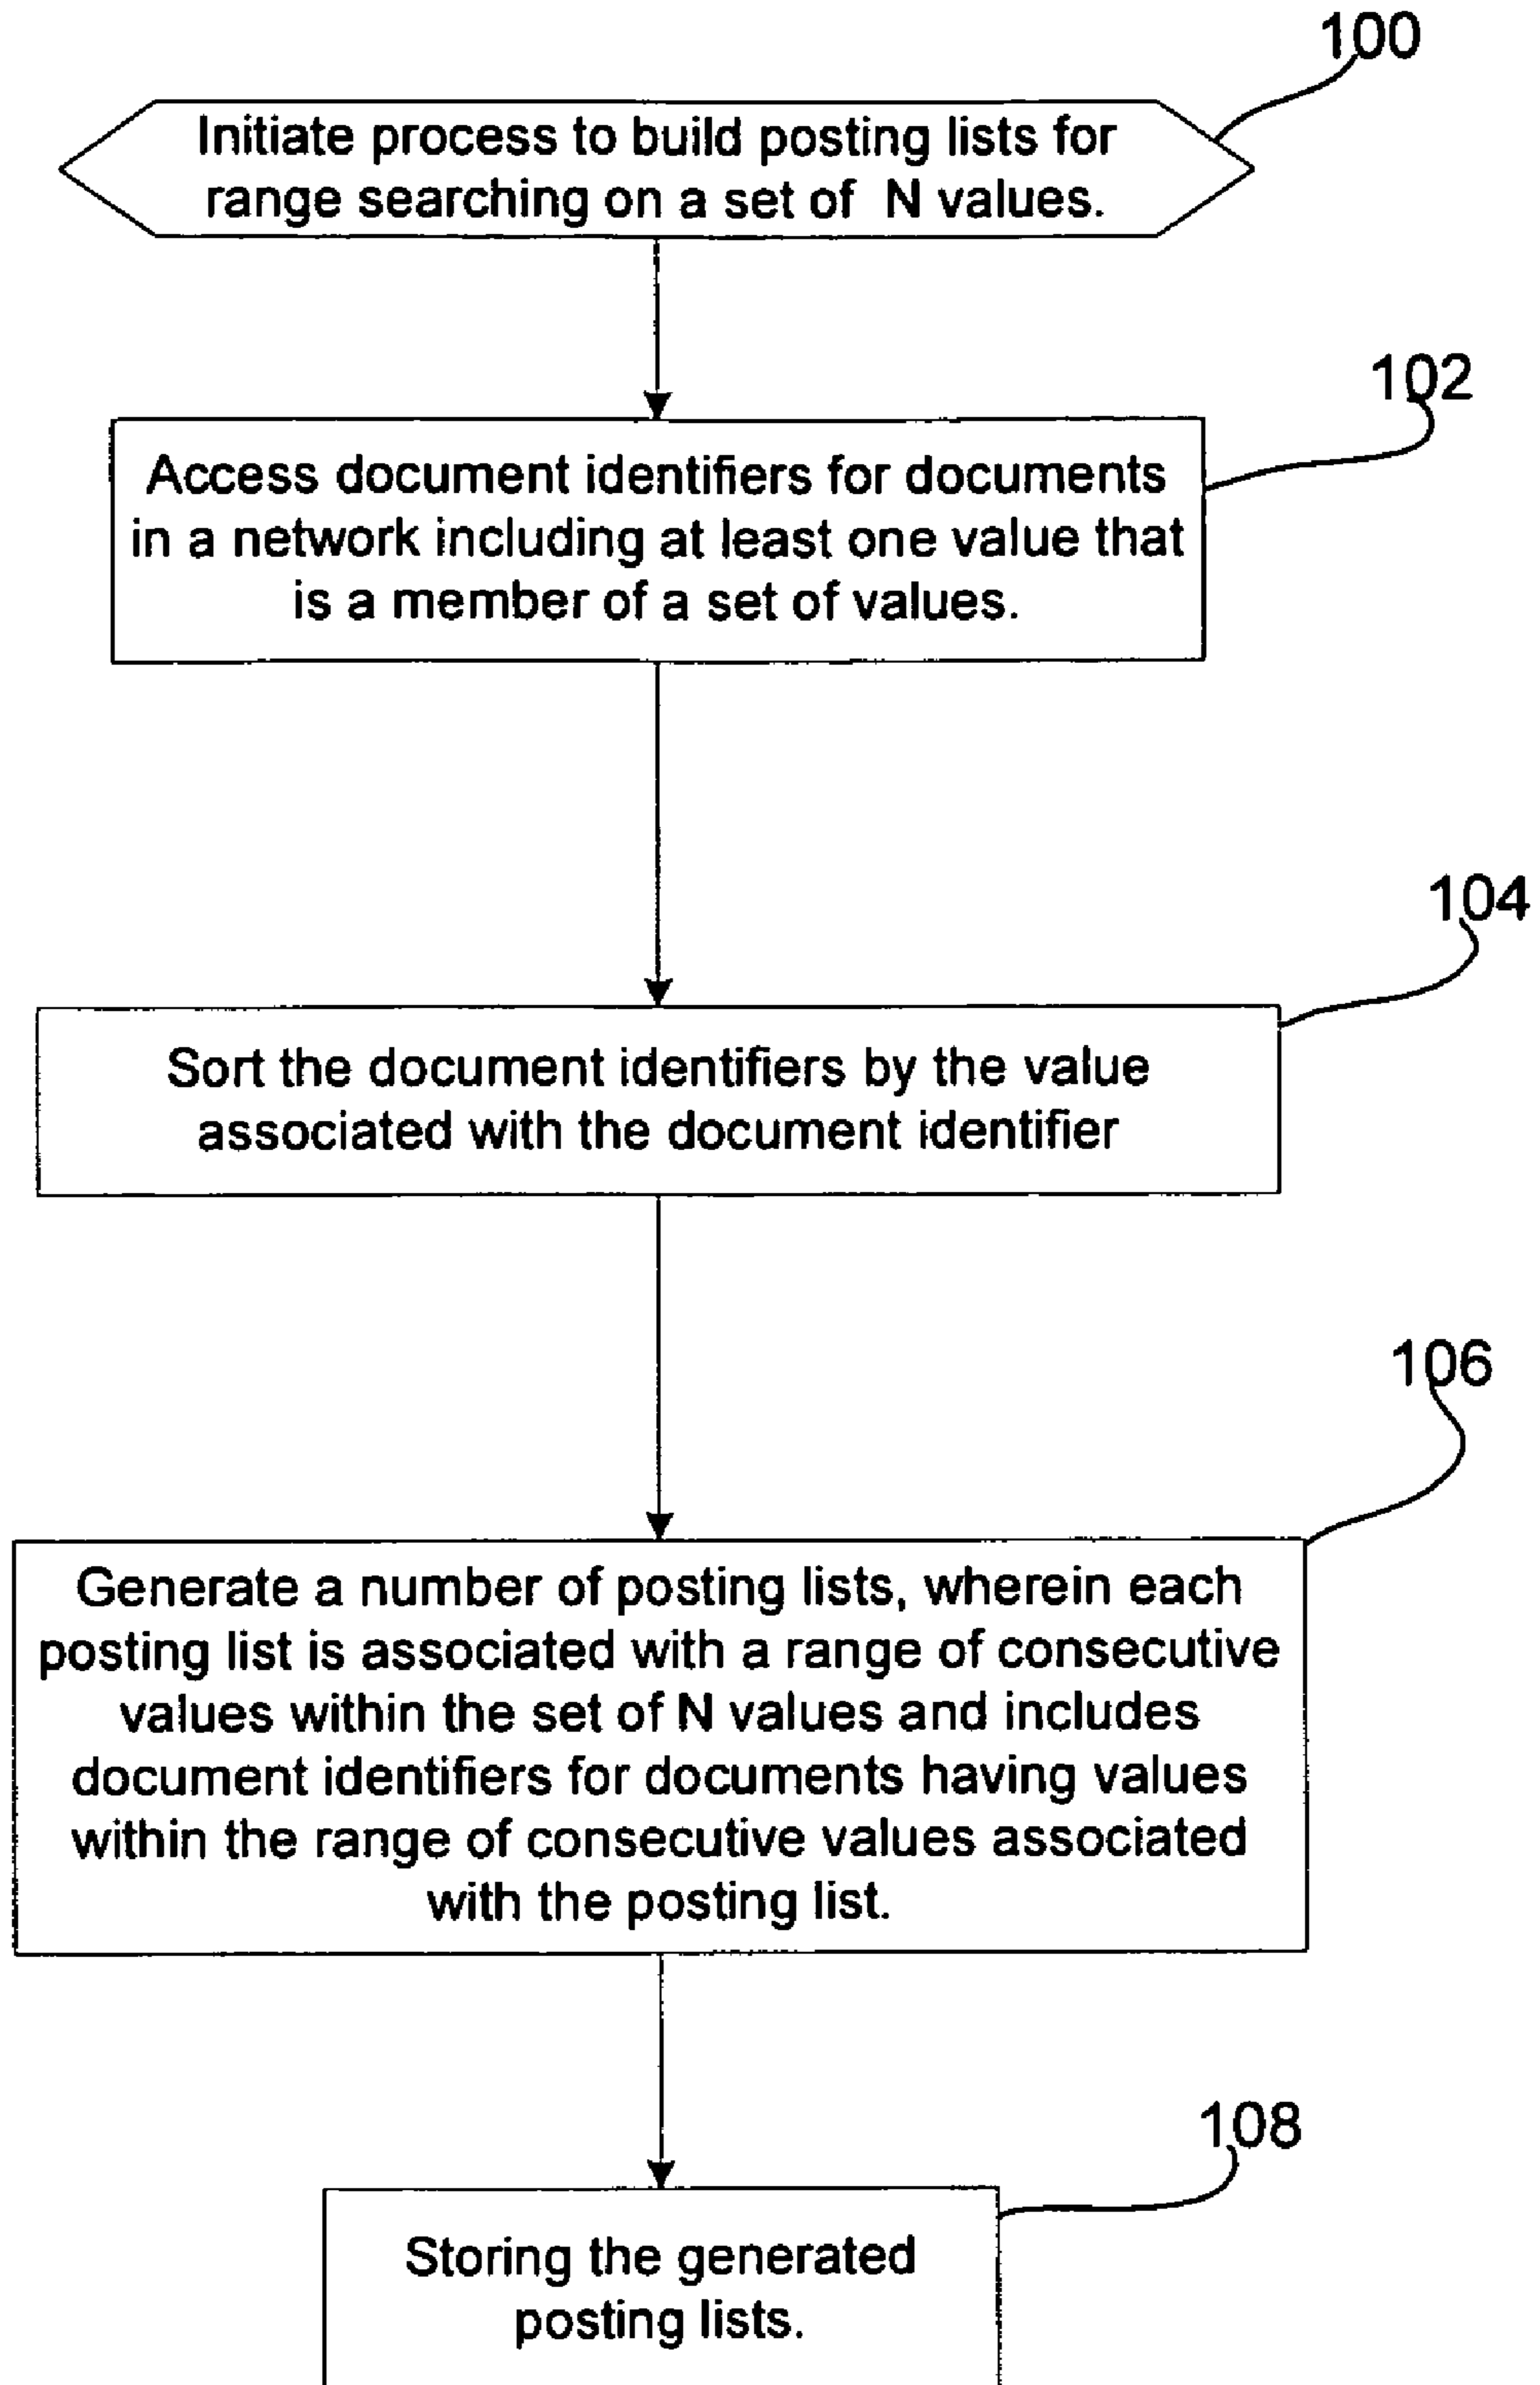 100
Initiate process to build posting lists for
range searching on a set of N values.
102
Access document identifiers for documents
in a network including at least one value that
is a member of a set of values.
104
Sort the document identifiers by the value
associated with the document identifier
106
Generate a number of posting lists, wherein each
posting list is associated with a range of consecutive
values within the set of N values and includes
document identifiers for documents having values
within the range of consecutive values associated
with the posting list.
108
Storing the generated
posting lists.